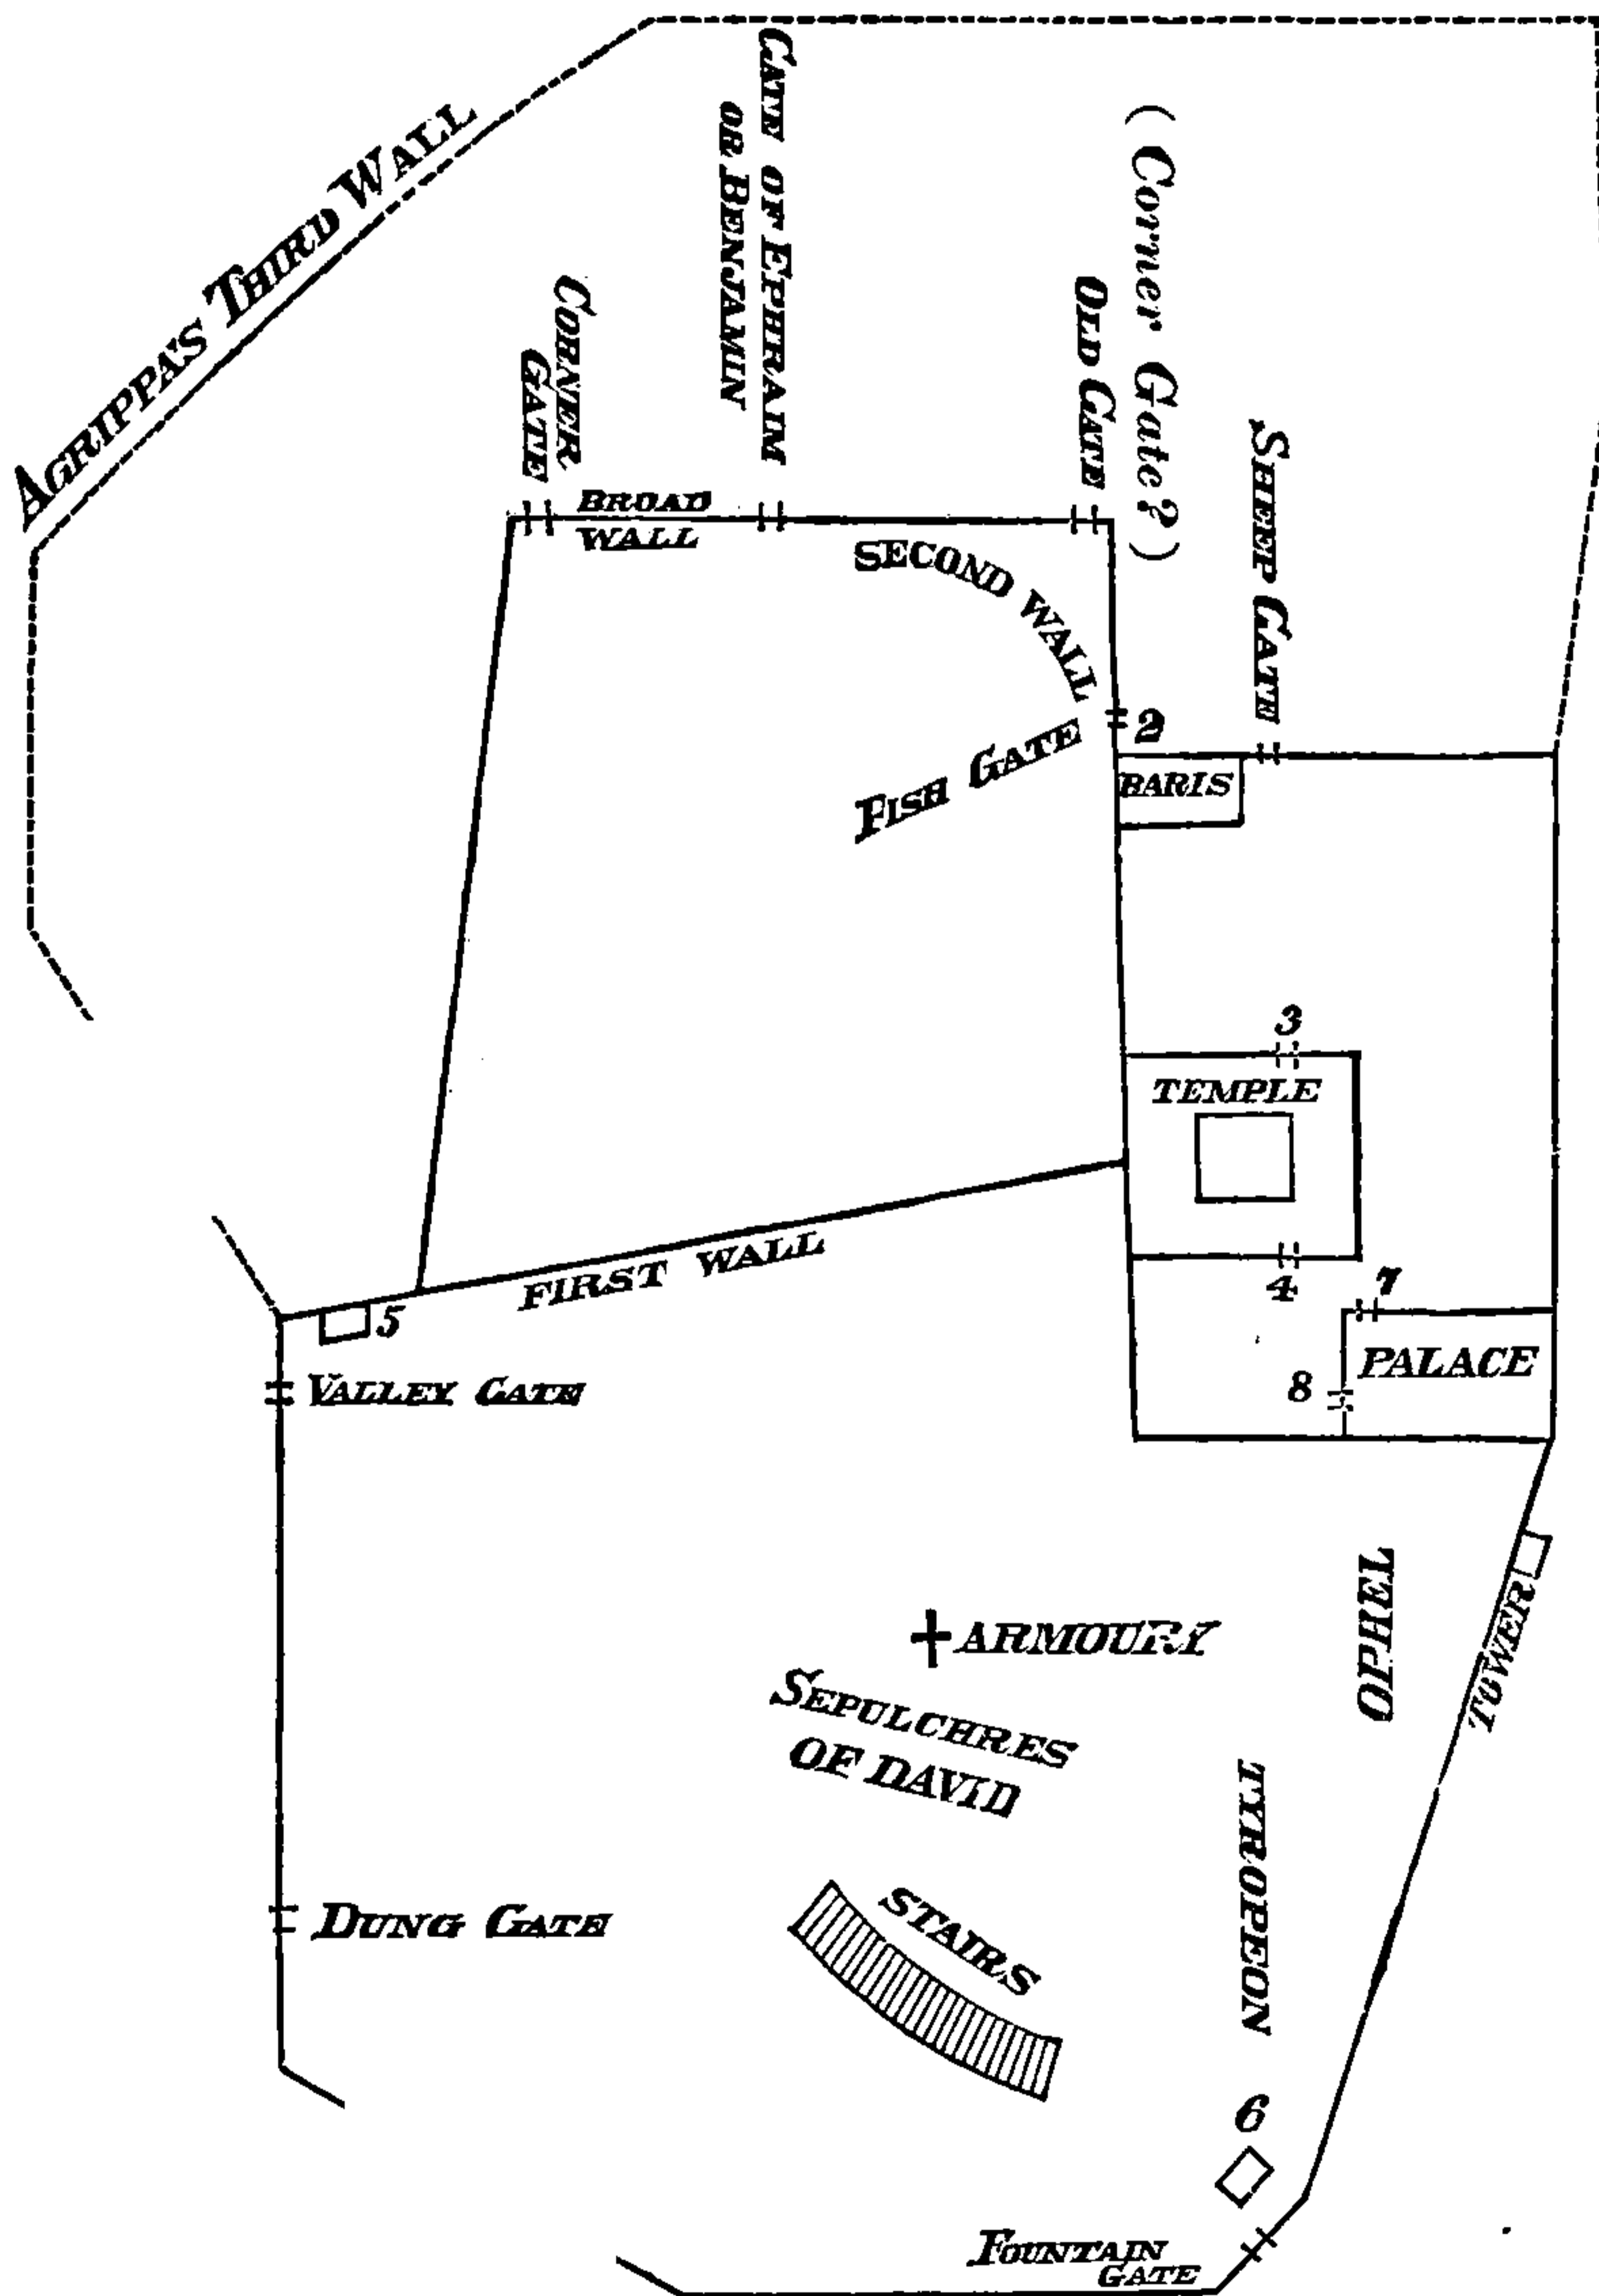 AGRIPPA'S THIRD WALL
GATE OF EPHRAIM
OR BENJAMIN
(Corner Gate?)
CORNER
GATE
OLD GATE
SHEEP GATE
BROAD
WALL
SECOND WALL
2
FISH GATE
BARIS
3
TEMPLE
4
7
FIRST WALL
5
PALACE
8
VALLEY GATE
OPHEL
TOWER
ARMOURY
SEPULCHRES
OF DAVID
TYROPEON
STAIRS
DUNG GATE
6
FOUNTAIN
GATE